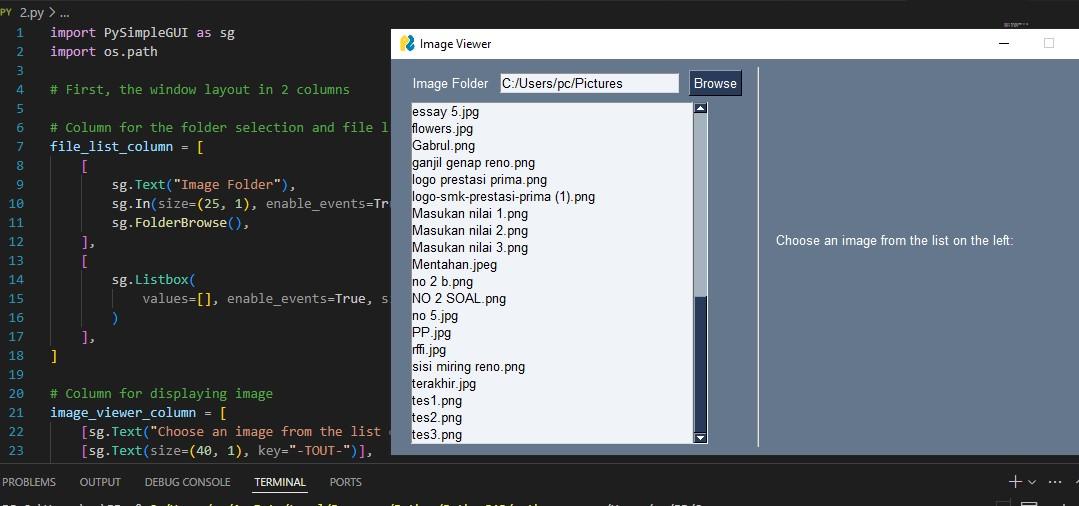 PY 2.py > ...
1 import PySimpleGUI as sg
2 import os.path
3
4 # First, the window layout in 2 columns
5
6 # Column for the folder selection and file l
7 file_list_column = [
8 [
9 sg.Text("Image Folder"),
10 sg.In(size=(25, 1), enable_events=Tr
11 sg.FolderBrowse(),
12 ],
13 [
14 sg.Listbox(
15 values=[], enable_events=True, s
16 )
17 ],
18 ]
19
20 # Column for displaying image
21 image_viewer_column = [
22 [sg.Text("Choose an image from the list
23 [sg.Text(size=(40, 1), key="-TOUT-")],
Image Viewer
Image Folder C:/Users/pc/Pictures Browse
essay 5.jpg
flowers.jpg
Gabrul.png
ganjil genap reno.png
logo prestasi prima.png
logo-smk-prestasi-prima (1).png
Masukan nilai 1.png
Masukan nilai 2.png
Masukan nilai 3.png
Mentahan.jpeg
no 2 b.png
NO 2 SOAL.png
no 5.jpg
PP.jpg
rffi.jpg
sisi miring reno.png
terakhir.jpg
tes1.png
tes2.png
tes3.png
Choose an image from the list on the left:
PROBLEMS OUTPUT DEBUG CONSOLE TERMINAL PORTS